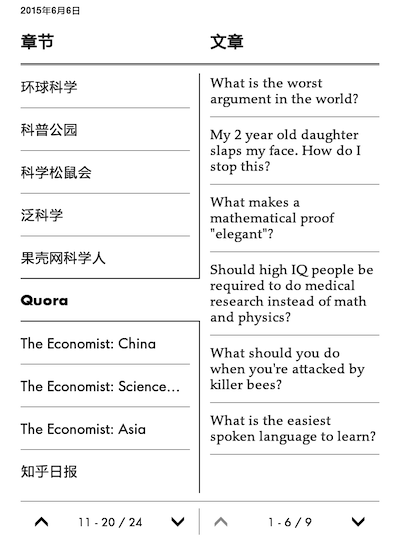 2015年6月6日
章节
文章
环球科学
科普公园
科学松鼠会
泛科学
果壳网科学人
Quora
The Economist: China
The Economist: Science...
The Economist: Asia
知乎日报
11 - 20 / 24
What is the worst
argument in the world?
My 2 year old daughter
slaps my face. How do I
stop this?
What makes a
mathematical proof
"elegant"?
Should high IQ people be
required to do medical
research instead of math
and physics?
What should you do
when you're attacked by
killer bees?
What is the easiest
spoken language to learn?
1 - 6 / 9